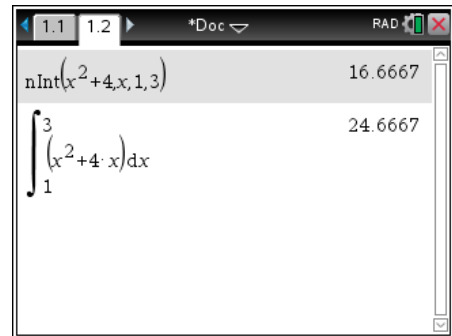 1.1 1.2 *Doc RAD
nInt(x²+4,x,1,3) 16.6667
∫₁³(x²+4·x)dx 24.6667